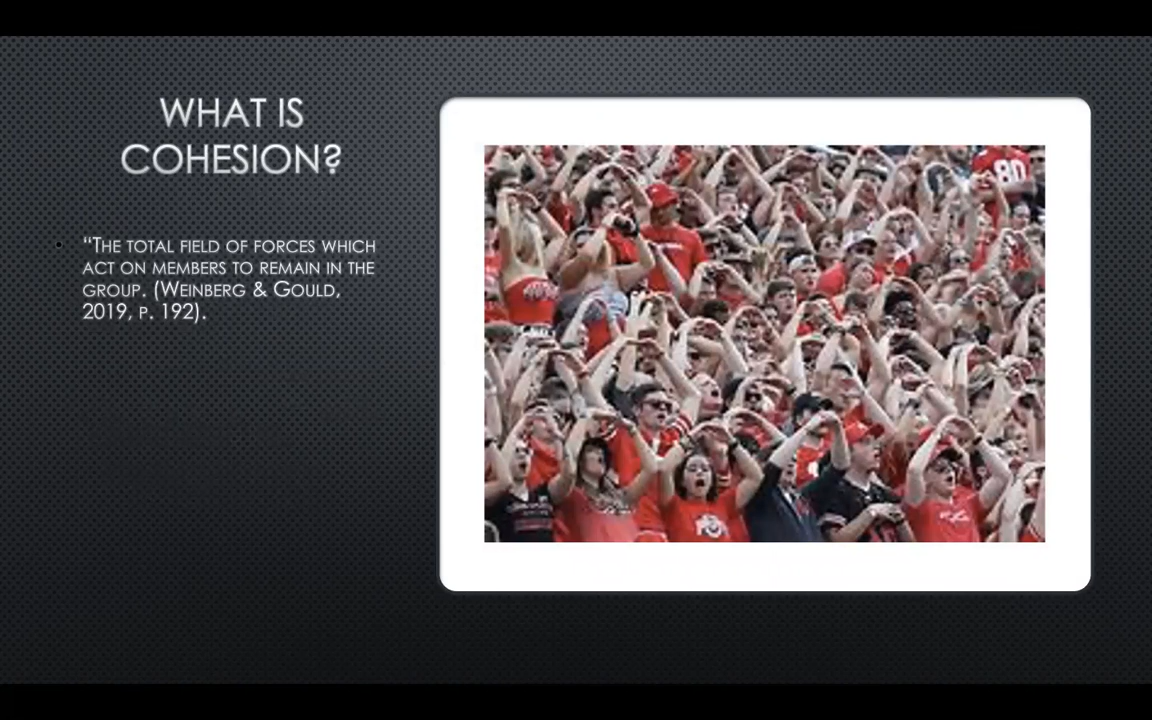 WHAT IS
COHESION?
• “THE TOTAL FIELD OF FORCES WHICH
ACT ON MEMBERS TO REMAIN IN THE
GROUP. (WEINBERG & GOULD,
2019, P. 192).
80